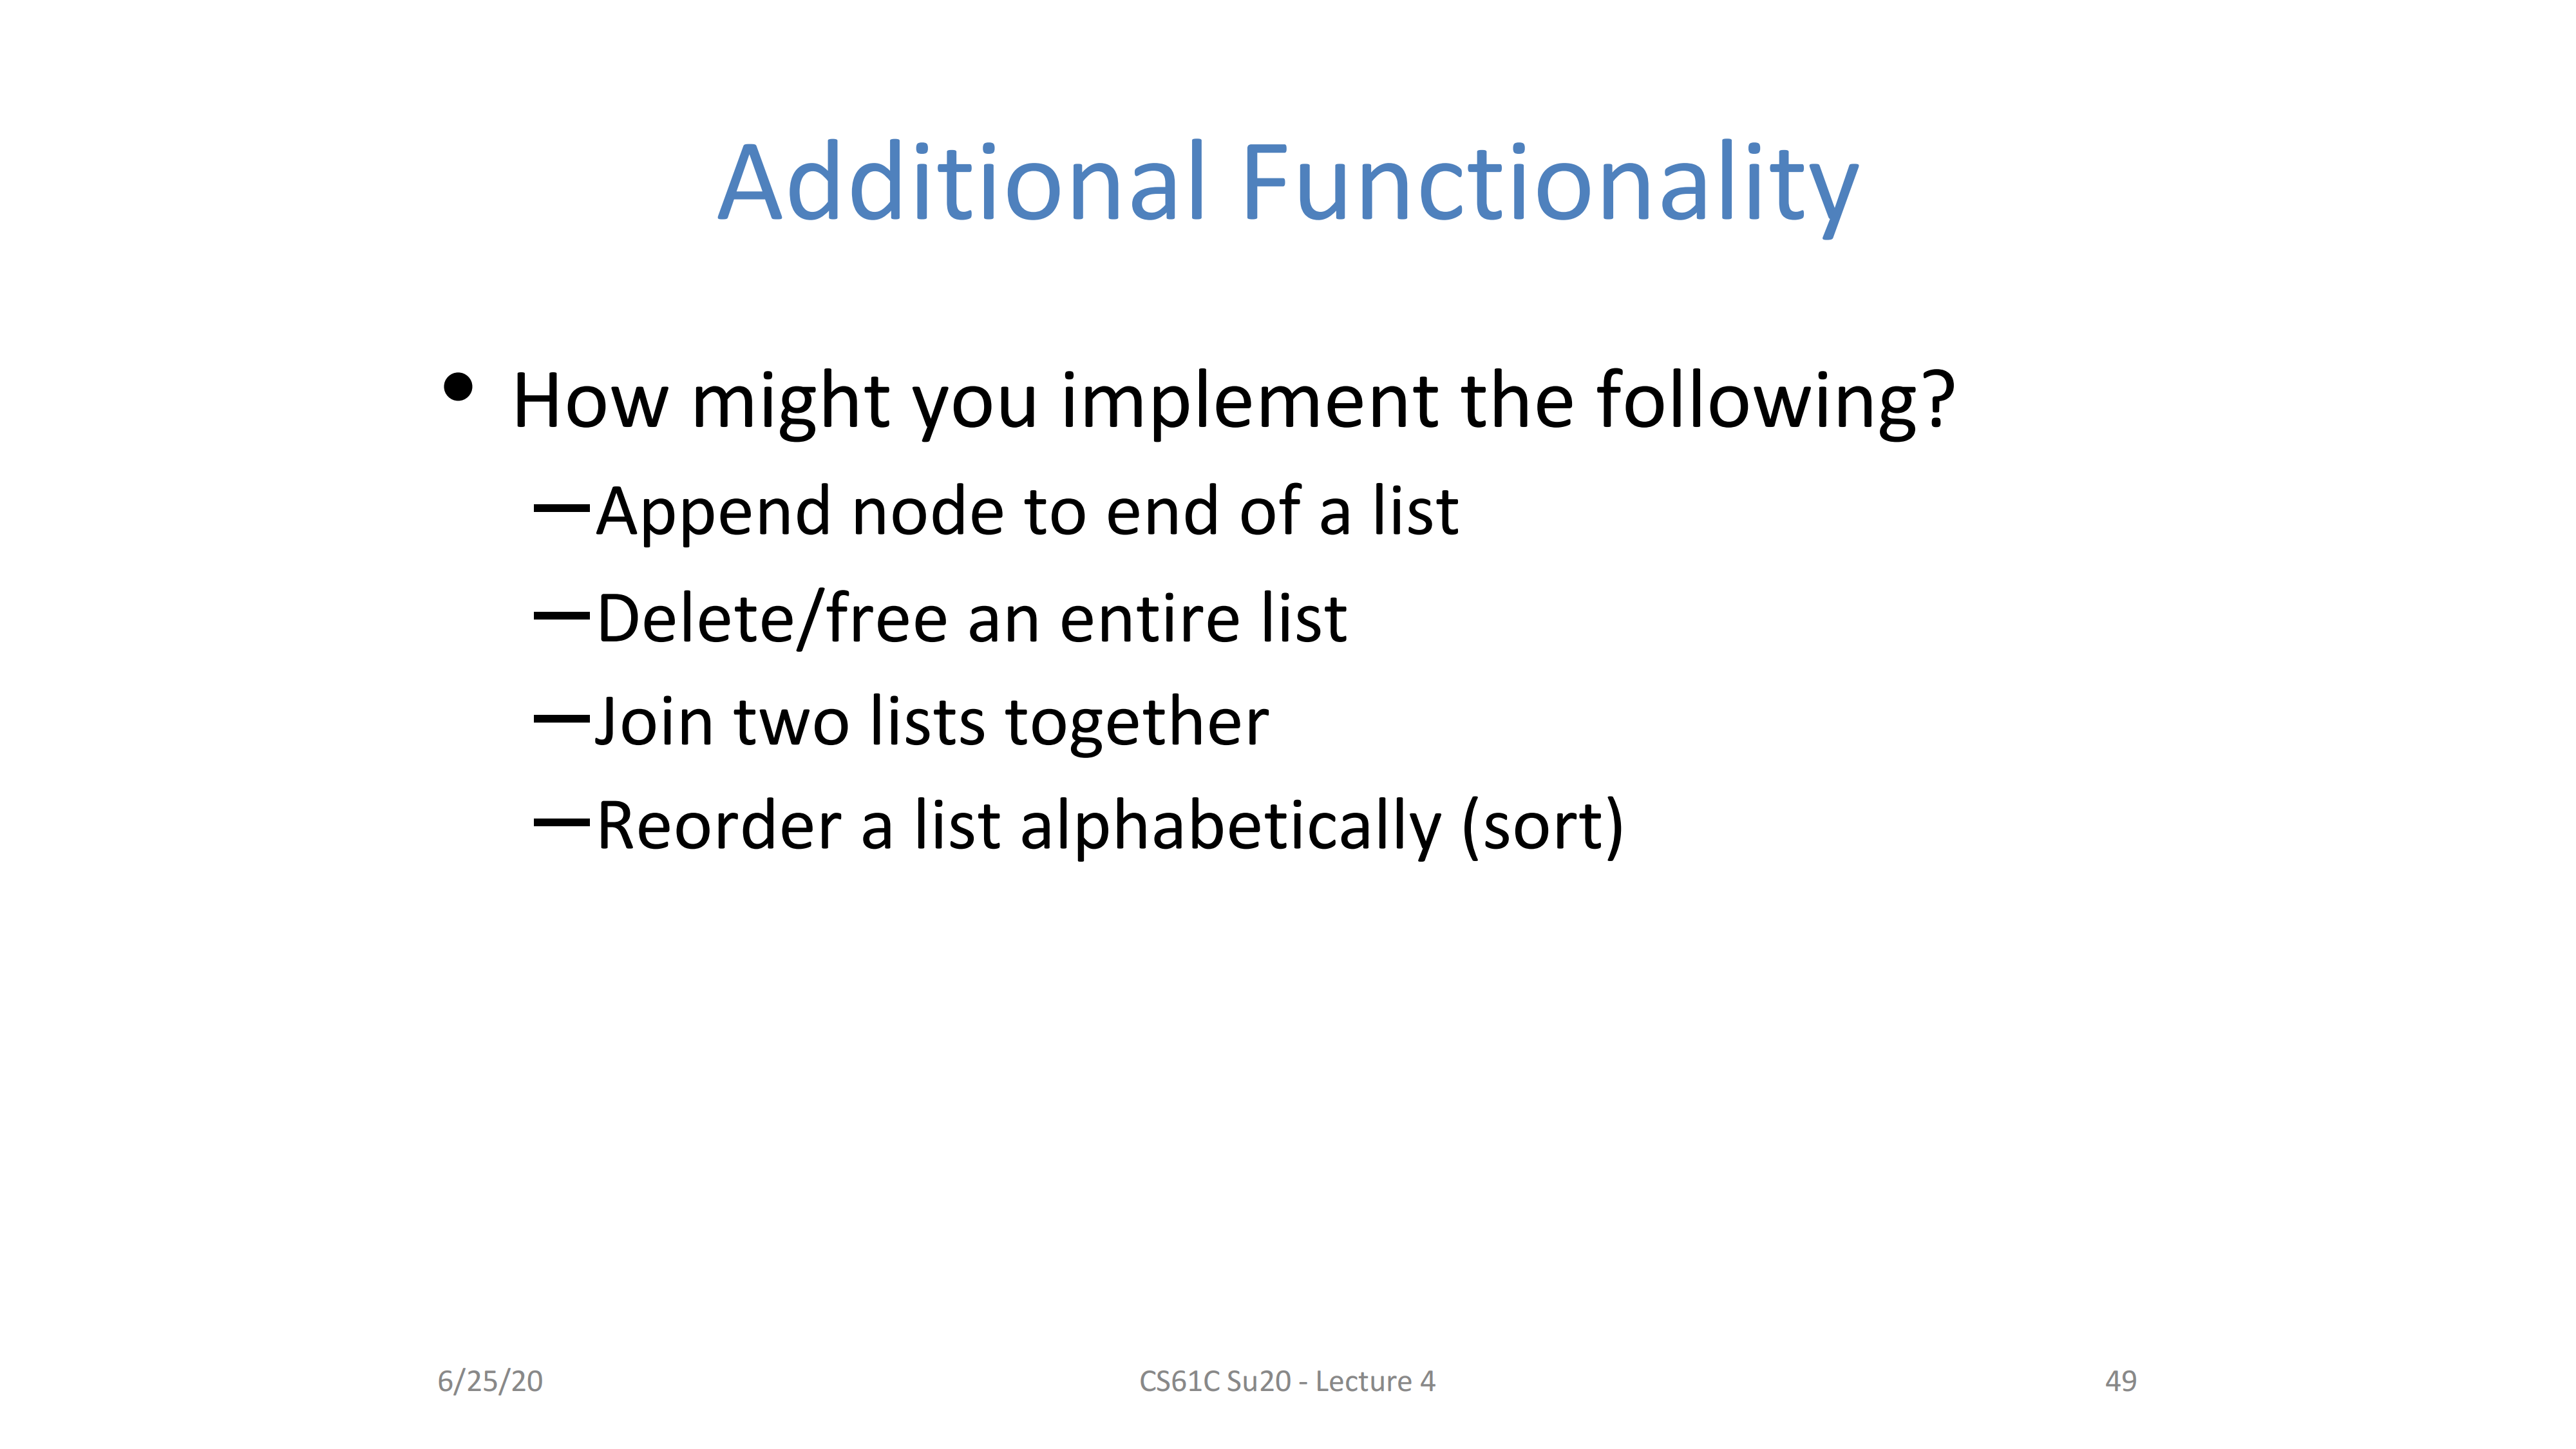 Additional Functionality
• How might you implement the following?
—Append node to end of a list
—Delete/free an entire list
—Join two lists together
—Reorder a list alphabetically (sort)
6/25/20
CS61C Su20 - Lecture 4
49